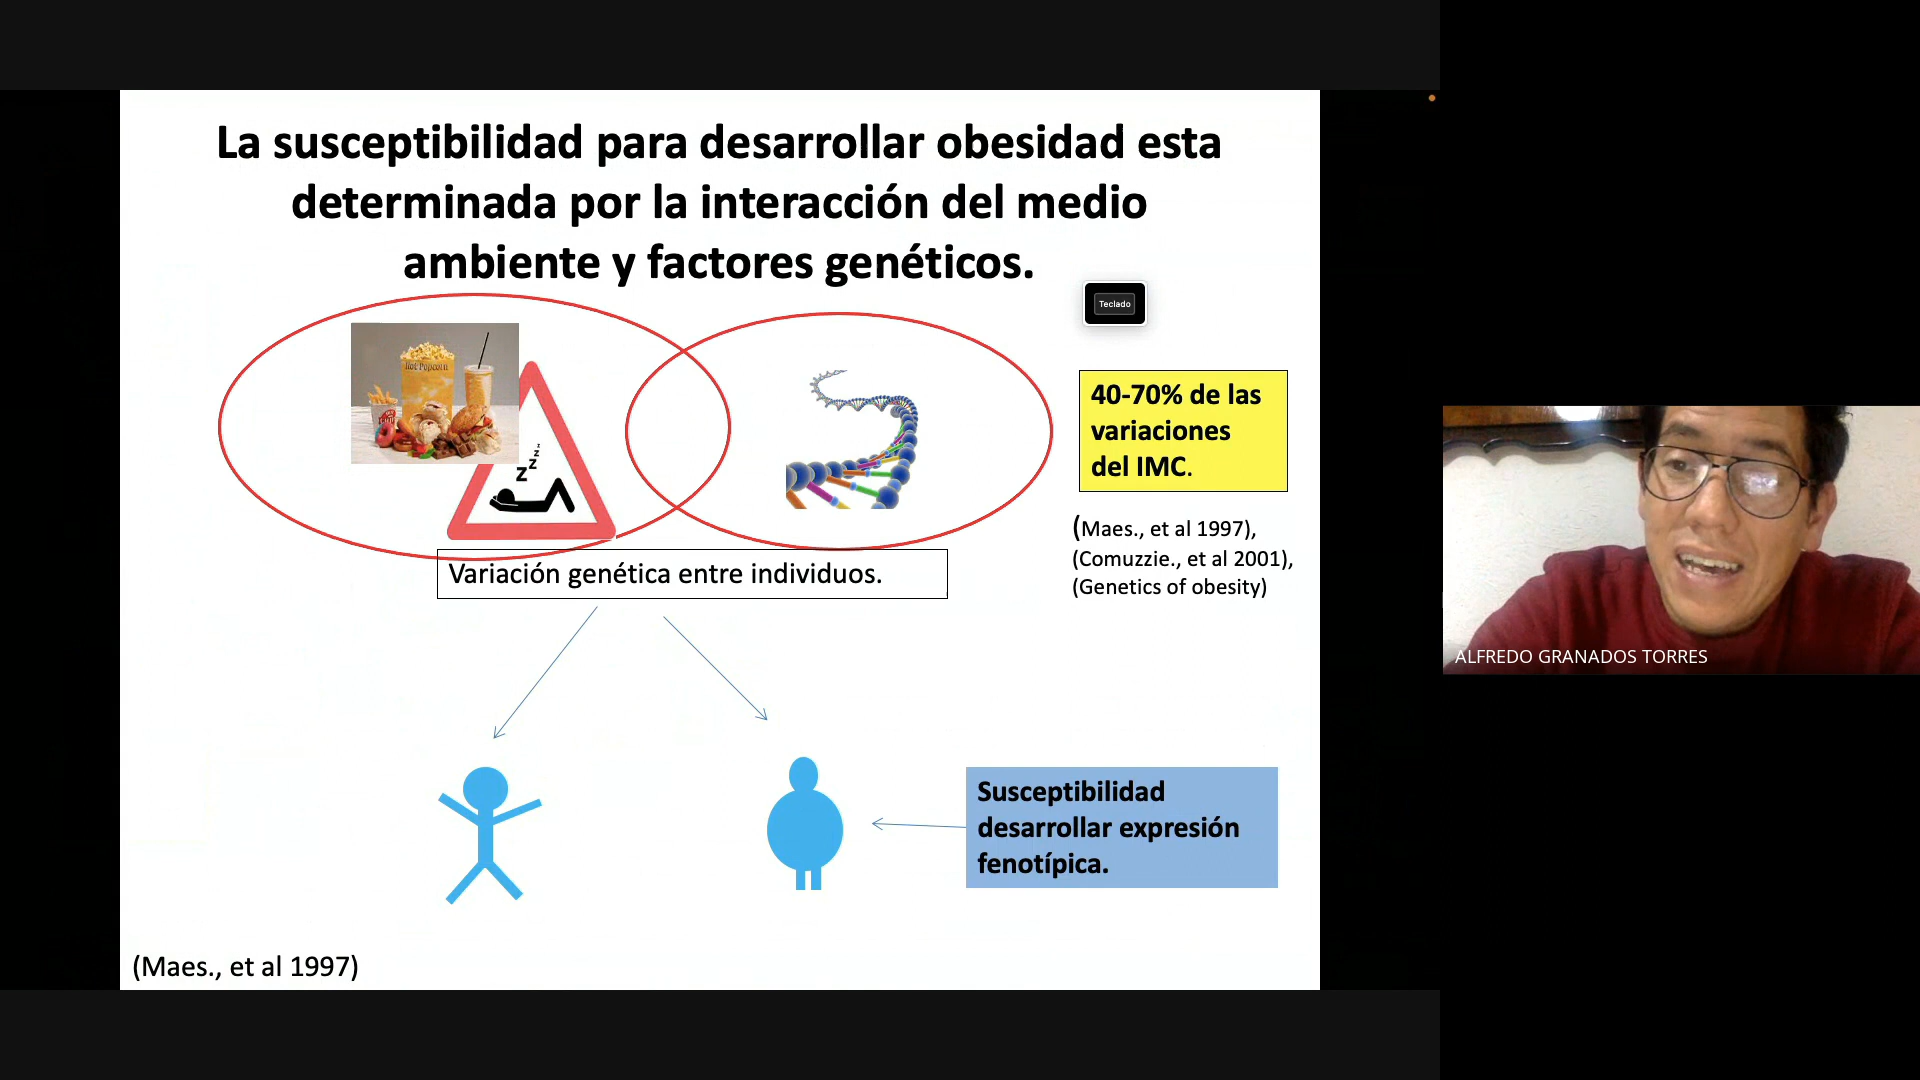 La susceptibilidad para desarrollar obesidad esta
determinada por la interacción del medio
ambiente y factores genéticos.
Teclado
Hot Popcorn
z
z
z
40-70% de las
variaciones
del IMC.
(Maes., et al 1997),
(Comuzzie., et al 2001),
(Genetics of obesity)
Variación genética entre individuos.
Susceptibilidad
desarrollar expresión
fenotípica.
(Maes., et al 1997)
ALFREDO GRANADOS TORRES